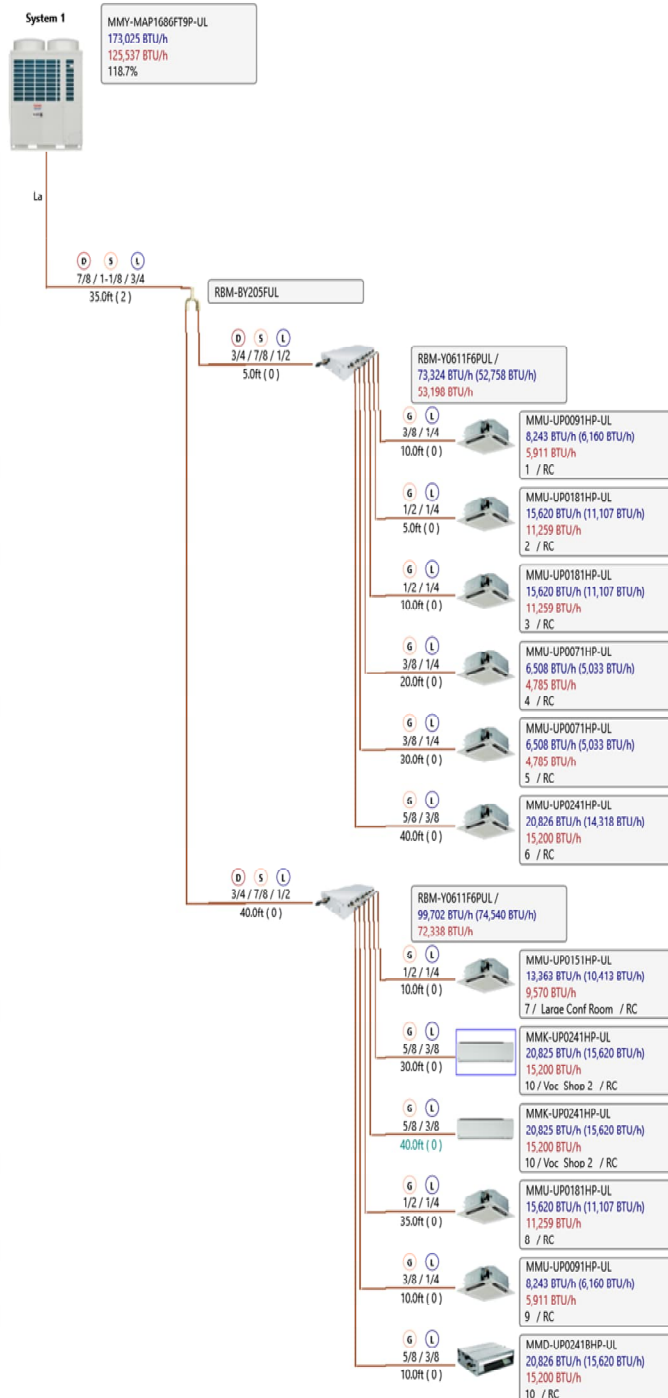 System 1
MMY-MAP1686FT9P-UL
173,025 BTU/h
125,537 BTU/h
118.7%
La
D S L
7/8 / 1-1/8 / 3/4
35.0ft ( 2 )
RBM-BY205FUL
D S L
3/4 / 7/8 / 1/2
5.0ft ( 0 )
RBM-Y0611F6PUL /
73,324 BTU/h (52,758 BTU/h)
53,198 BTU/h
G L
3/8 / 1/4
10.0ft ( 0 )
MMU-UP0091HP-UL
8,243 BTU/h (6,160 BTU/h)
5,911 BTU/h
1 / RC
G L
1/2 / 1/4
5.0ft ( 0 )
MMU-UP0181HP-UL
15,620 BTU/h (11,107 BTU/h)
11,259 BTU/h
2 / RC
G L
1/2 / 1/4
10.0ft ( 0 )
MMU-UP0181HP-UL
15,620 BTU/h (11,107 BTU/h)
11,259 BTU/h
3 / RC
G L
3/8 / 1/4
20.0ft ( 0 )
MMU-UP0071HP-UL
6,508 BTU/h (5,033 BTU/h)
4,785 BTU/h
4 / RC
G L
3/8 / 1/4
30.0ft ( 0 )
MMU-UP0071HP-UL
6,508 BTU/h (5,033 BTU/h)
4,785 BTU/h
5 / RC
G L
5/8 / 3/8
40.0ft ( 0 )
MMU-UP0241HP-UL
20,826 BTU/h (14,318 BTU/h)
15,200 BTU/h
6 / RC
D S L
3/4 / 7/8 / 1/2
40.0ft ( 0 )
RBM-Y0611F6PUL /
99,702 BTU/h (74,540 BTU/h)
72,338 BTU/h
G L
1/2 / 1/4
10.0ft ( 0 )
MMU-UP0151HP-UL
13,363 BTU/h (10,413 BTU/h)
9,570 BTU/h
7 / Large Conf Room / RC
G L
5/8 / 3/8
30.0ft ( 0 )
MMK-UP0241HP-UL
20,825 BTU/h (15,620 BTU/h)
15,200 BTU/h
10 / Voc Shop 2 / RC
G L
5/8 / 3/8
40.0ft ( 0 )
MMK-UP0241HP-UL
20,825 BTU/h (15,620 BTU/h)
15,200 BTU/h
10 / Voc Shop 2 / RC
G L
1/2 / 1/4
35.0ft ( 0 )
MMU-UP0181HP-UL
15,620 BTU/h (11,107 BTU/h)
11,259 BTU/h
8 / RC
G L
3/8 / 1/4
10.0ft ( 0 )
MMU-UP0091HP-UL
8,243 BTU/h (6,160 BTU/h)
5,911 BTU/h
9 / RC
G L
5/8 / 3/8
10.0ft ( 0 )
MMD-UP0241BHP-UL
20,826 BTU/h (15,620 BTU/h)
15,200 BTU/h
10 / RC